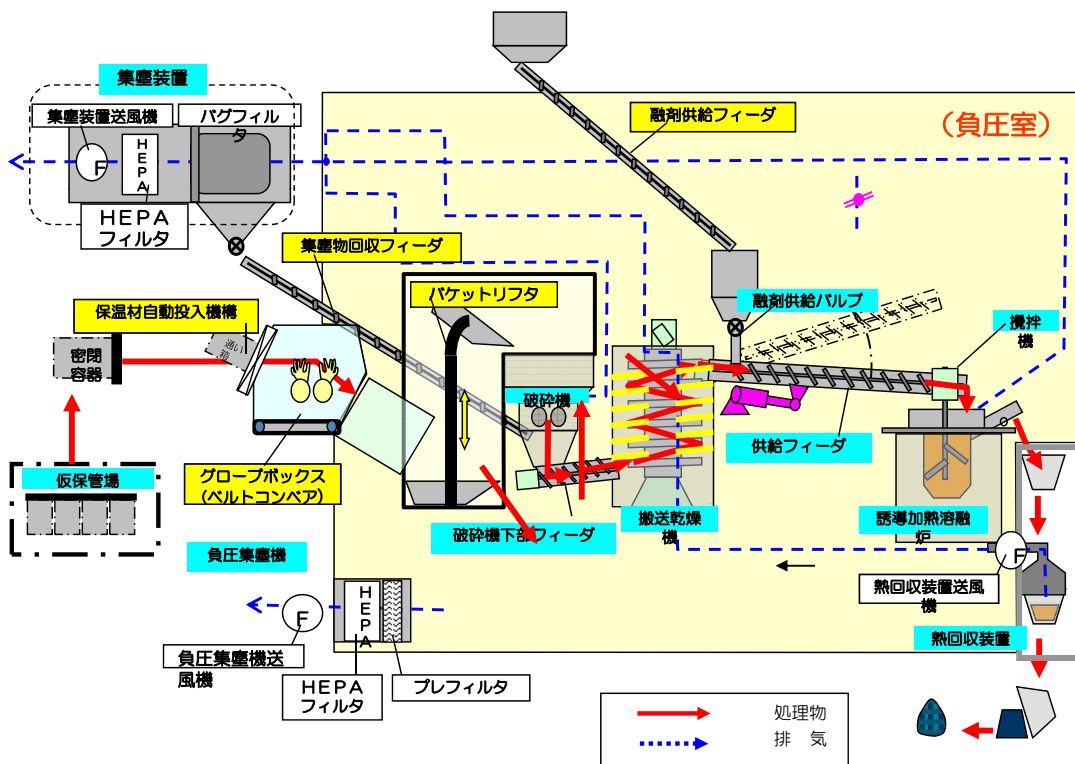 集塵装置
集塵装置送風機
バグフィル
タ
F
H
E
P
A
HEPA
フィルタ
融剤供給フィーダ
(負圧室)
集塵物回収フィーダ
バケットリフタ
融剤供給バルブ
保温材自動投入機構
攪拌
機
密閉
容器
通い
箱
破砕機
供給フィーダ
仮保管場
グローブボックス
(ベルトコンベア)
搬送乾燥
機
誘導加熱溶融
炉
破砕機下部フィーダ
負圧集塵機
F
熱回収装置送風
機
H
E
P
A
F
熱回収装置
負圧集塵機送
風機
HEPA
フィルタ
プレフィルタ
処理物
排 気